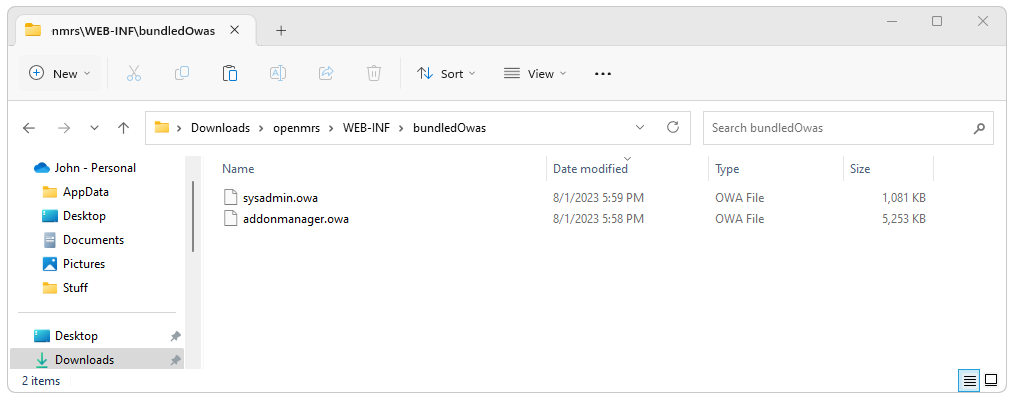 nmrs\WEB-INF\bundledOwas
New Sort View
Downloads openmrs WEB-INF bundledOwas Search bundledOwas
John - Personal
AppData
Desktop
Documents
Pictures
Stuff
Desktop
Downloads
Name Date modified Type Size
sysadmin.owa 8/1/2023 5:59 PM OWA File 1,081 KB
addonmanager.owa 8/1/2023 5:58 PM OWA File 5,253 KB
2 items